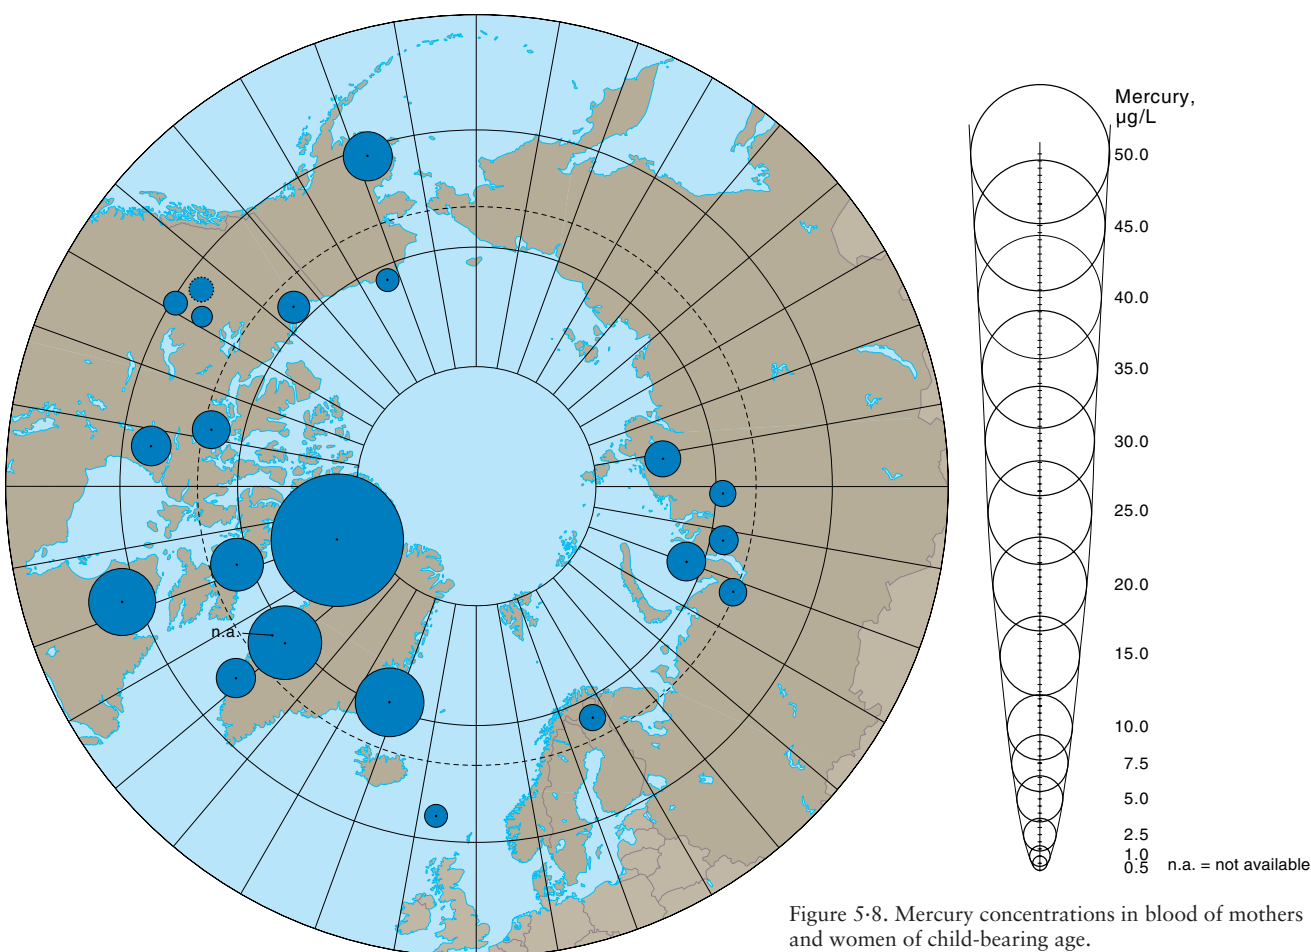 Mercury,
µg/L
50.0
45.0
40.0
35.0
30.0
25.0
20.0
15.0
10.0
7.5
5.0
2.5
1.0
0.5
n.a. = not available
n.a.
Figure 5·8. Mercury concentrations in blood of mothers
and women of child-bearing age.